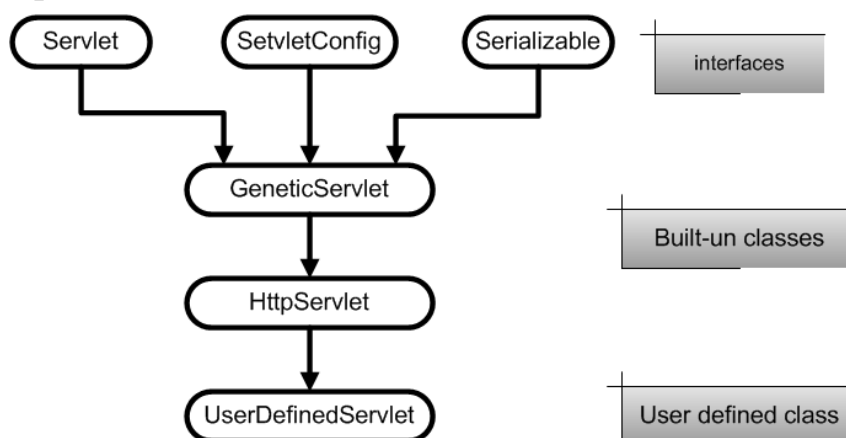 Servlet
SetvletConfig
Serializable
interfaces
GeneticServlet
Built-un classes
HttpServlet
UserDefinedServlet
User defined class